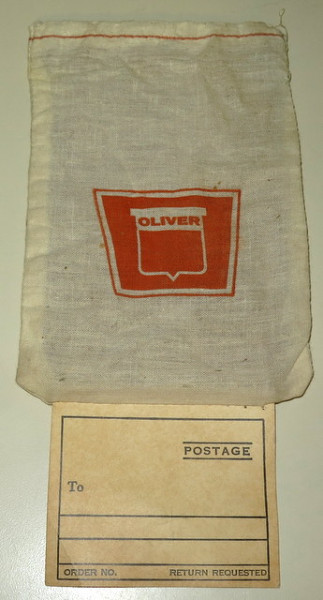 OLIVER
POSTAGE
To
ORDER NO. RETURN REQUESTED